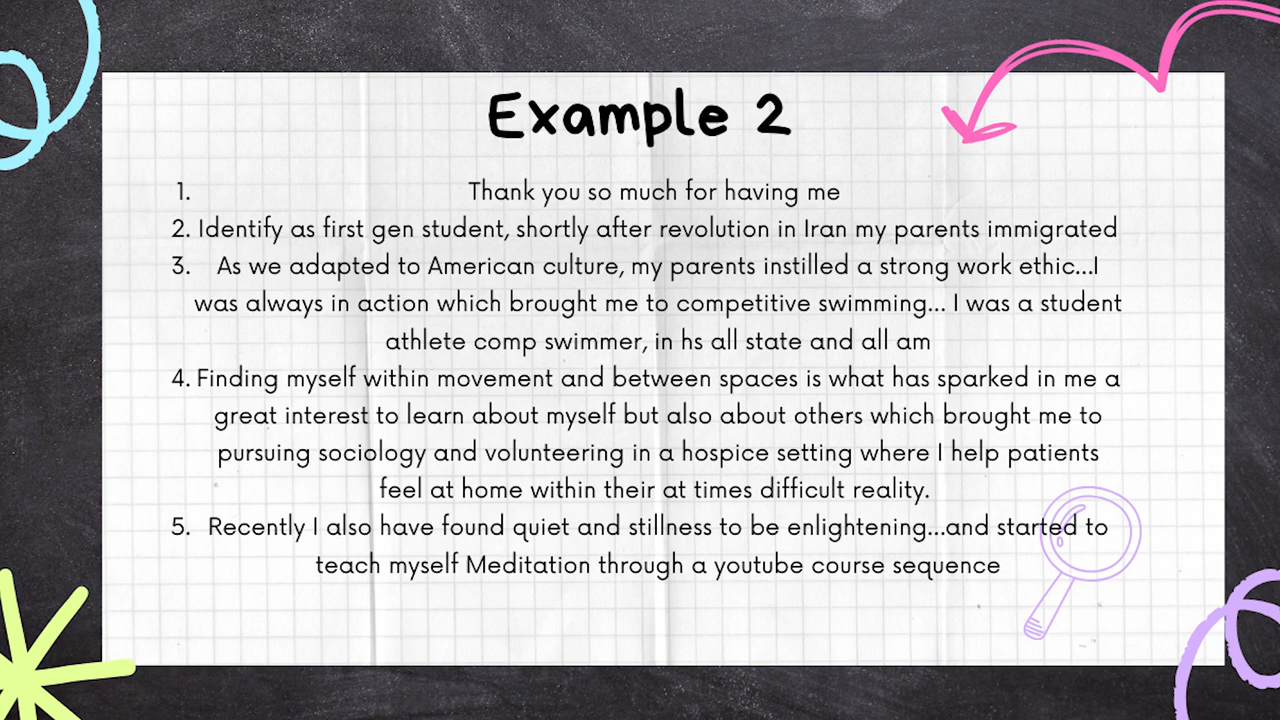 Example 2
1. Thank you so much for having me
2. Identify as first gen student, shortly after revolution in Iran my parents immigrated
3. As we adapted to American culture, my parents instilled a strong work ethic...I
was always in action which brought me to competitive swimming... I was a student
athlete comp swimmer, in hs all state and all am
4. Finding myself within movement and between spaces is what has sparked in me a
great interest to learn about myself but also about others which brought me to
pursuing sociology and volunteering in a hospice setting where I help patients
feel at home within their at times difficult reality.
5. Recently I also have found quiet and stillness to be enlightening...and started to
teach myself Meditation through a youtube course sequence